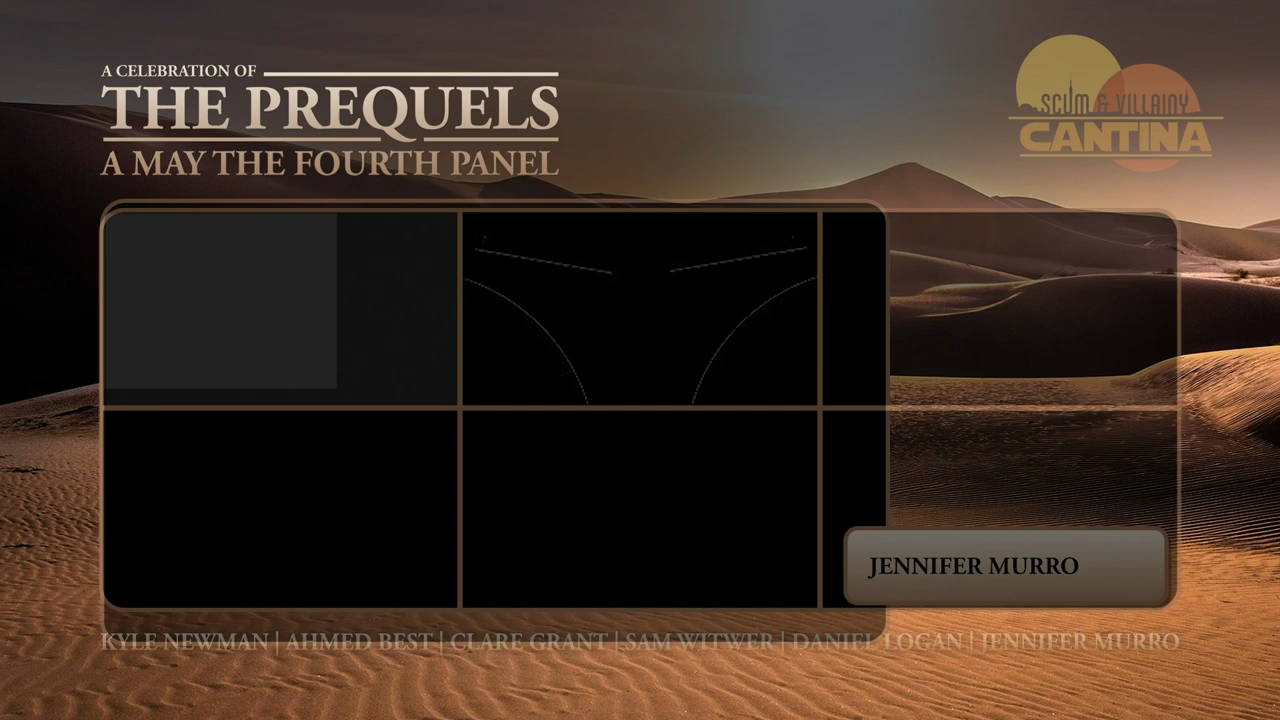 A CELEBRATION OF
THE PREQUELS
A MAY THE FOURTH PANEL
SCUM & VILLAINY
CANTINA
JENNIFER MURRO
KYLE NEWMAN | AHMED BEST | CLARE GRANT | SAM WITWER | DANIEL LOGAN | JENNIFER MURRO